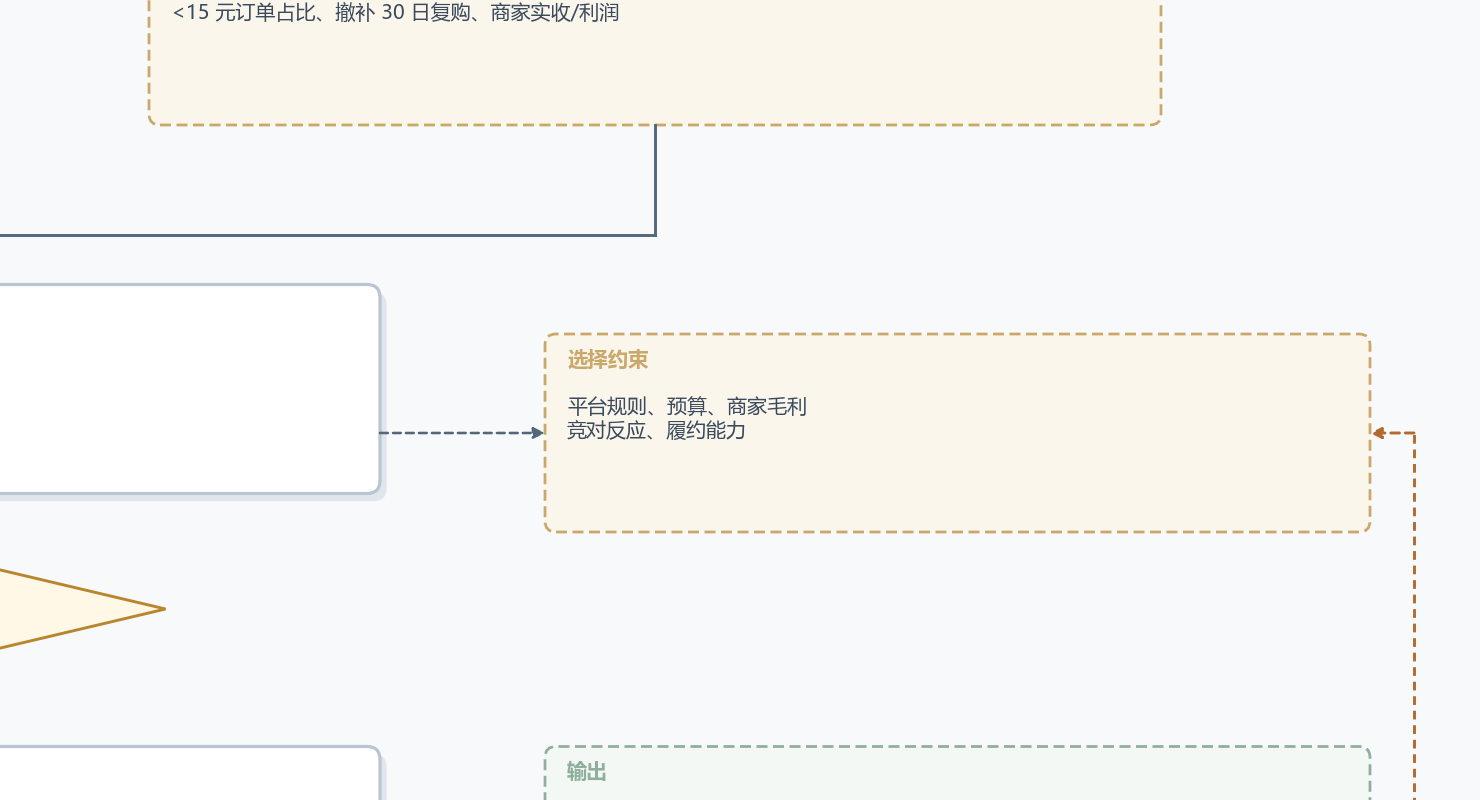 <15 元订单占比、撤补 30 日复购、商家实收/利润
选择约束
平台规则、预算、商家毛利
竞对反应、履约能力
输出